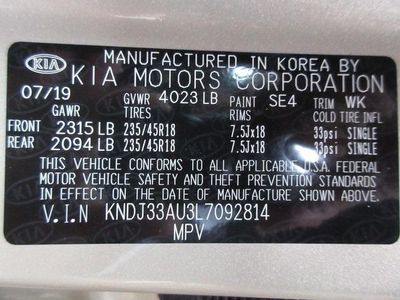 KIA MANUFACTURED IN KOREA BY
KIA MOTORS CORPORATION
07/19 GVWR 4023 LB PAINT SE4 TRIM WK
GAWR TIRES RIMS COLD TIRE INFL
FRONT 2315 LB 235/45R18 7.5JX18 33psi SINGLE
REAR 2094 LB 235/45R18 7.5JX18 33psi SINGLE
THIS VEHICLE CONFORMS TO ALL APPLICABLE U.S.A. FEDERAL
MOTOR VEHICLE SAFETY AND THEFT PREVENTION STANDARDS
IN EFFECT ON THE DATE OF MANUFACTURE SHOWN ABOVE.
V.I.N KNDJ33AU3L7092814
MPV